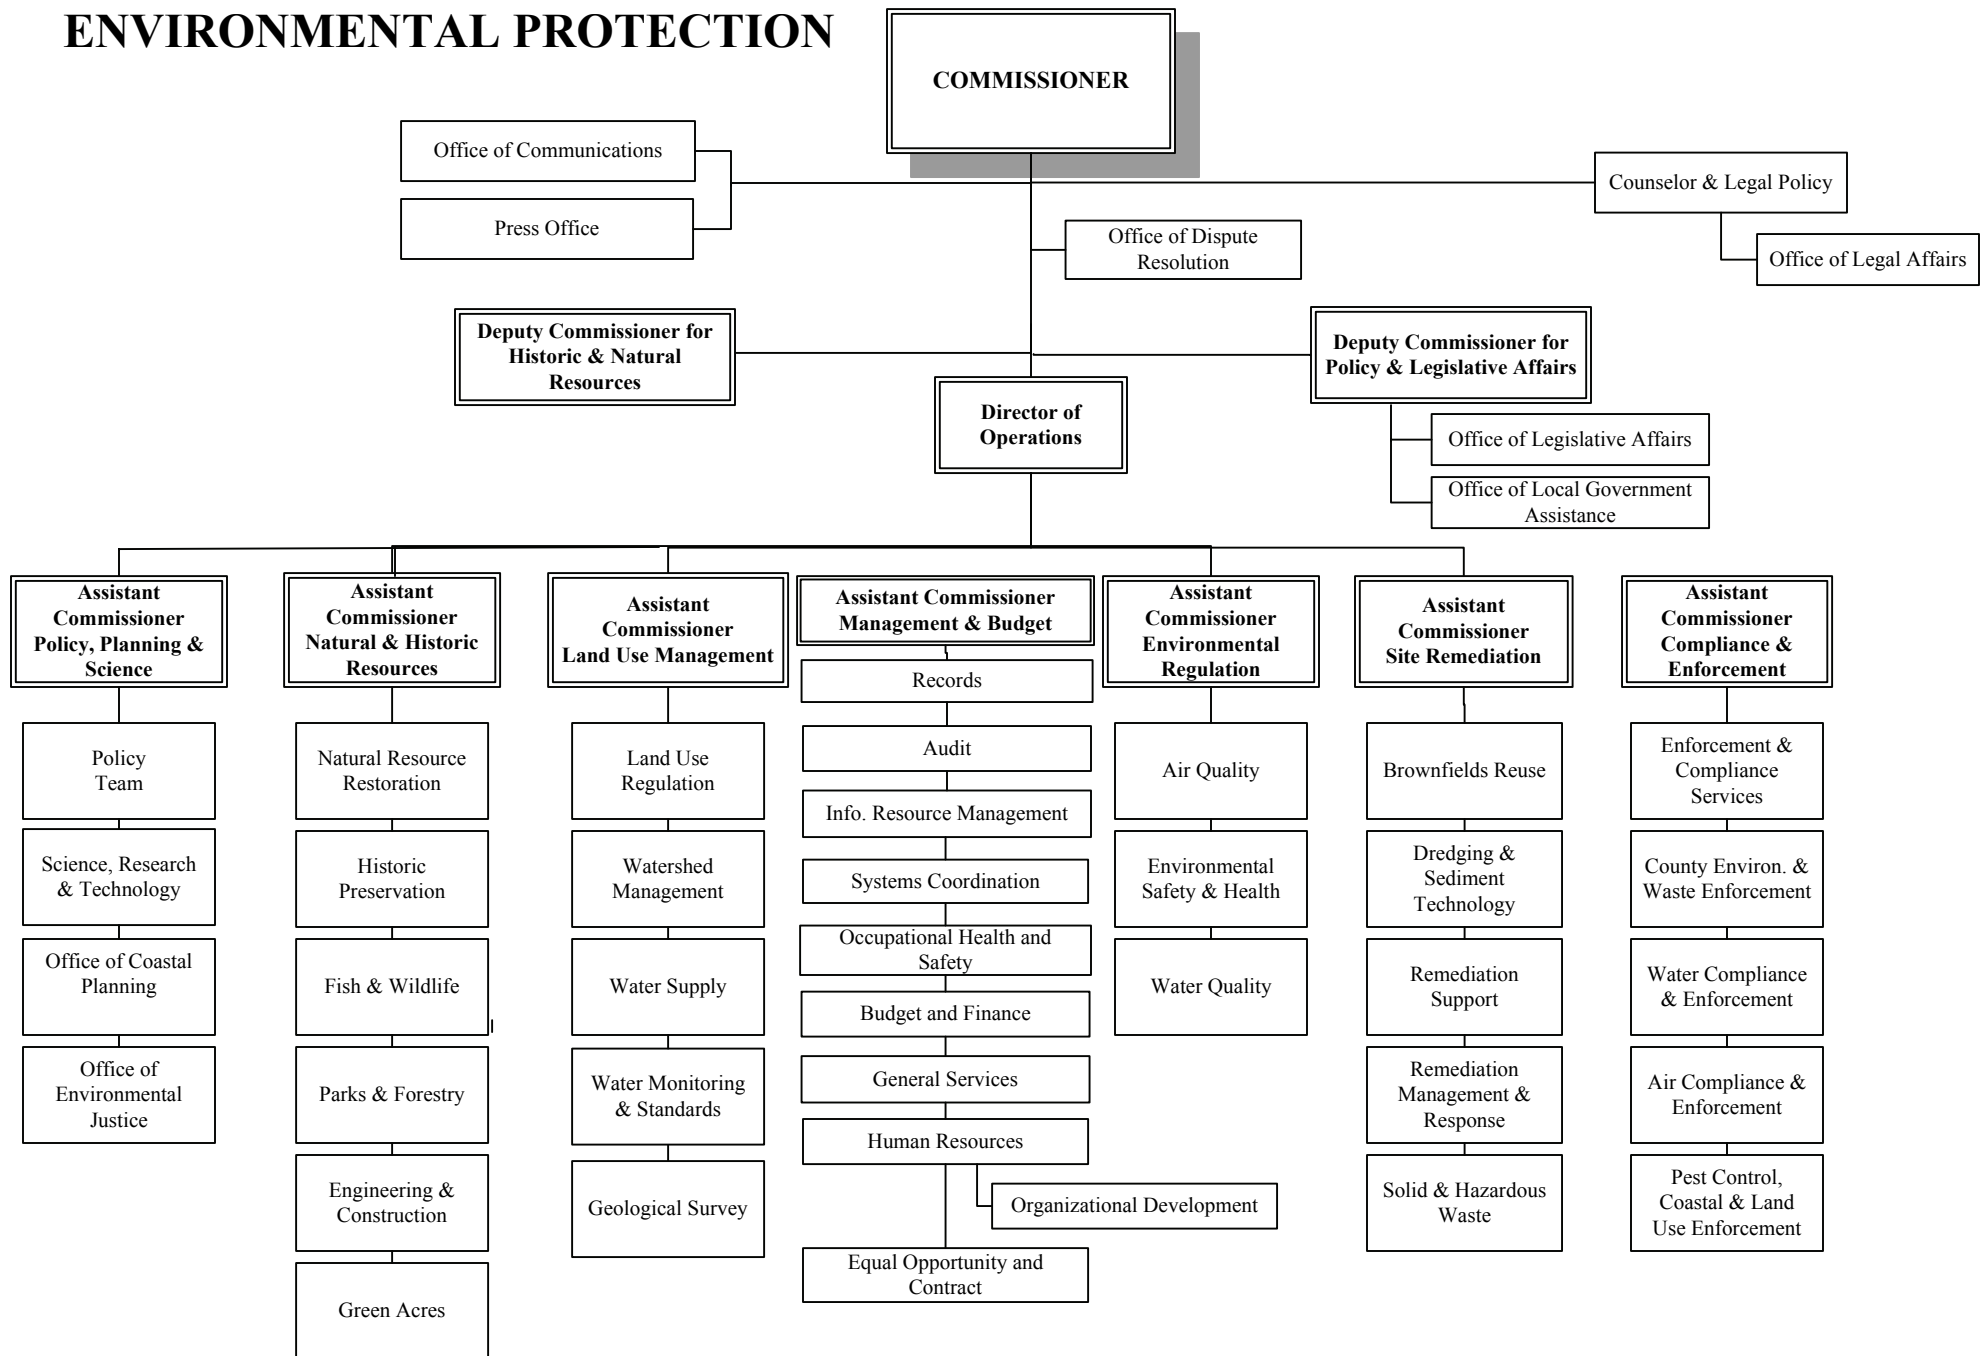 ENVIRONMENTAL PROTECTION
COMMISSIONER
Office of Communications
Press Office
Counselor & Legal Policy
Office of Legal Affairs
Office of Dispute
Resolution
Deputy Commissioner for
Historic & Natural
Resources
Deputy Commissioner for
Policy & Legislative Affairs
Director of
Operations
Office of Legislative Affairs
Office of Local Government
Assistance
Assistant
Commissioner
Policy, Planning &
Science
Policy
Team
Science, Research
& Technology
Office of Coastal
Planning
Office of
Environmental
Justice
Assistant
Commissioner
Natural & Historic
Resources
Natural Resource
Restoration
Historic
Preservation
Fish & Wildlife
Parks & Forestry
Engineering &
Construction
Green Acres
Assistant
Commissioner
Land Use Management
Land Use
Regulation
Watershed
Management
Water Supply
Water Monitoring
& Standards
Geological Survey
Assistant Commissioner
Management & Budget
Records
Audit
Info. Resource Management
Systems Coordination
Occupational Health and
Safety
Budget and Finance
General Services
Human Resources
Organizational Development
Equal Opportunity and
Contract
Assistant
Commissioner
Environmental
Regulation
Air Quality
Environmental
Safety & Health
Water Quality
Assistant
Commissioner
Site Remediation
Brownfields Reuse
Dredging &
Sediment
Technology
Remediation
Support
Remediation
Management &
Response
Solid & Hazardous
Waste
Assistant
Commissioner
Compliance &
Enforcement
Enforcement &
Compliance
Services
County Environ. &
Waste Enforcement
Water Compliance
& Enforcement
Air Compliance &
Enforcement
Pest Control,
Coastal & Land
Use Enforcement